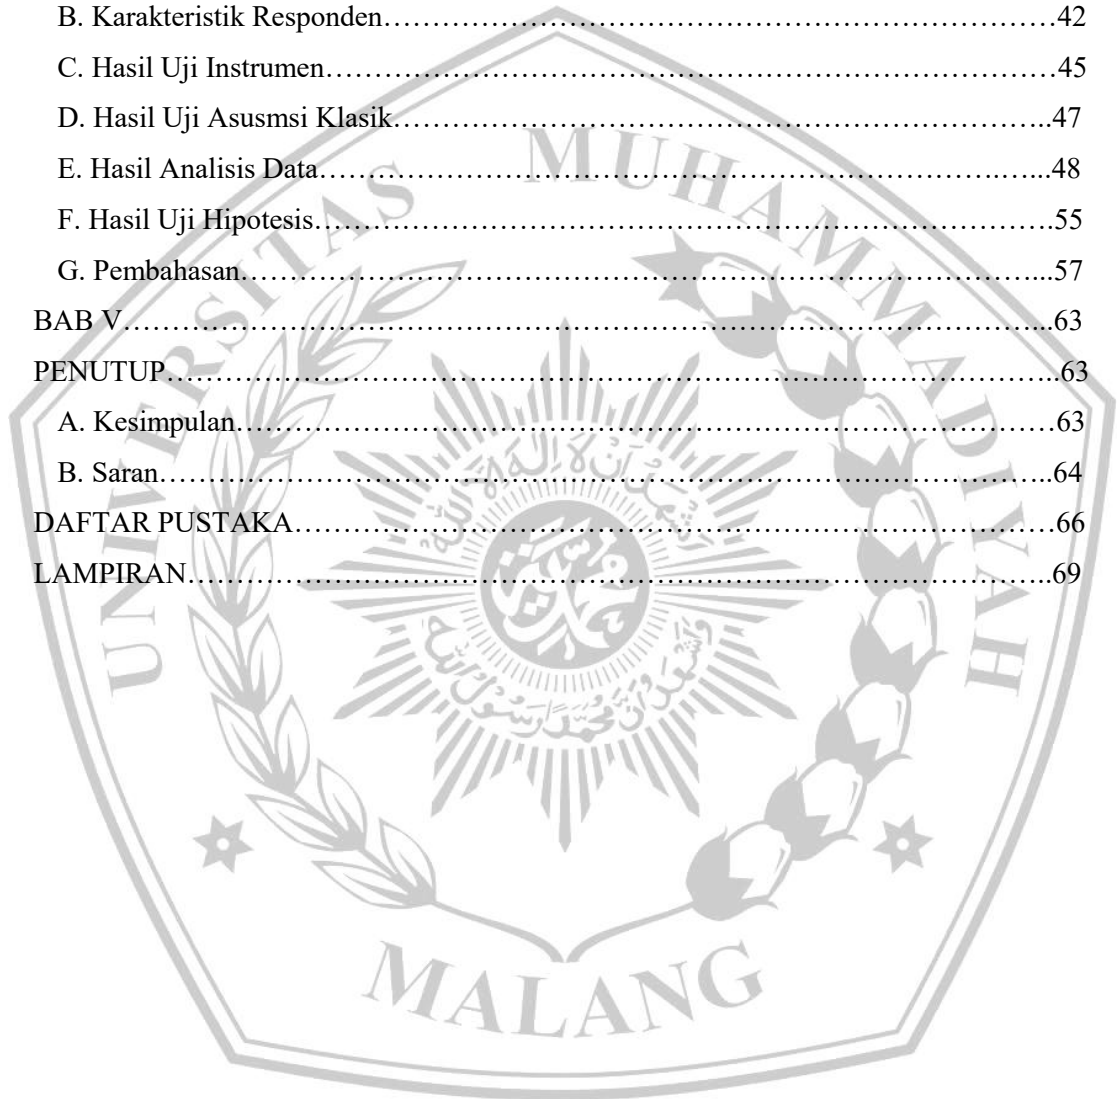 B. Karakteristik Responden……………………………………………………………42
C. Hasil Uji Instrumen…………………………………………………………………45
D. Hasil Uji Asusmsi Klasik…………………………………………………………...47
E. Hasil Analisis Data……………………………………………………………….…...48
F. Hasil Uji Hipotesis…………………………………………………………………..55
G. Pembahasan…………………………………………………………………………...57
BAB V……………………………………………………………………………………...63
PENUTUP…………………………………………………………………………………..63
A. Kesimpulan…………………………………………………………………………63
B. Saran………………………………………………………………………………..64
DAFTAR PUSTAKA………………………………………………………………………66
LAMPIRAN………………………………………………………………………………..69
UNIVERSITAS MUHAMMADIYAH
MALANG